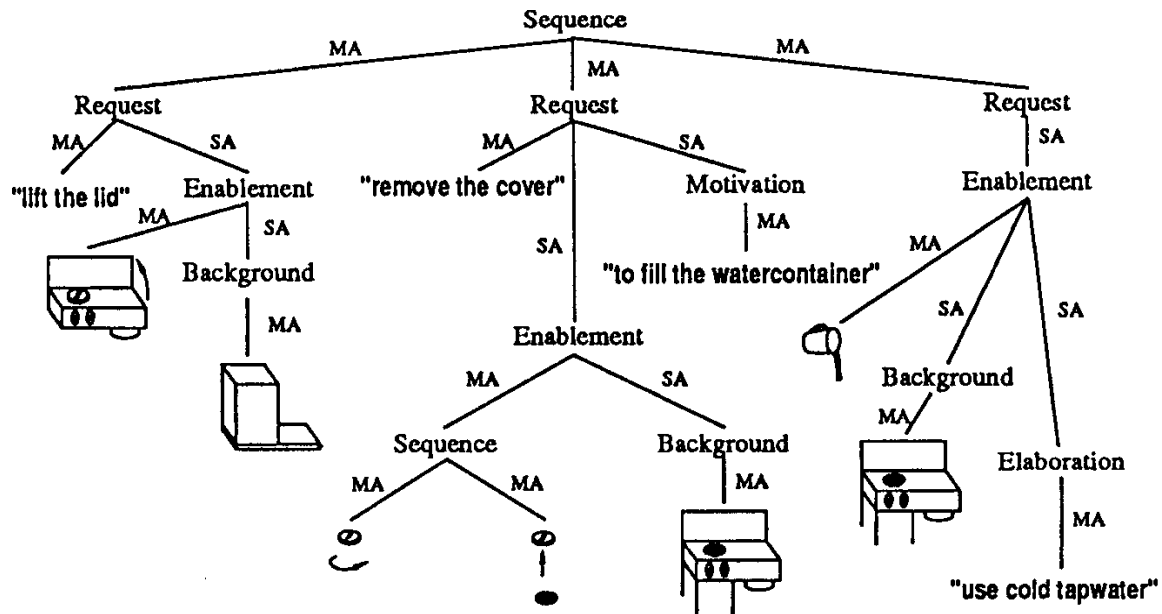 Sequence
MA MA MA
Request Request Request
MA SA MA SA SA
"lift the lid" Enablement "remove the cover" Motivation Enablement
MA SA SA MA MA
Background "to fill the watercontainer" SA SA
MA Enablement
MA SA Background
MA
Sequence Background Elaboration
MA MA MA MA
"use cold tapwater"